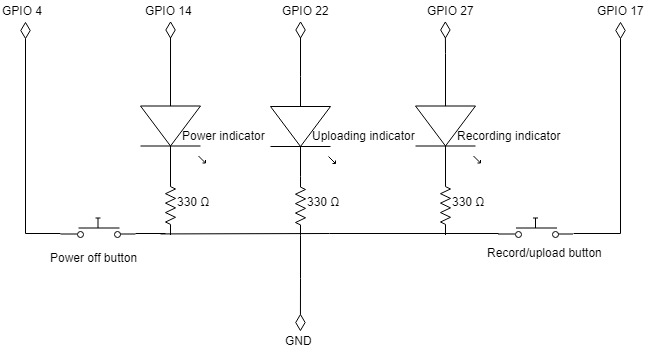 GPIO 4
GPIO 14
GPIO 22
GPIO 27
GPIO 17
Power indicator
Uploading indicator
Recording indicator
330 Ω
330 Ω
330 Ω
Power off button
Record/upload button
GND